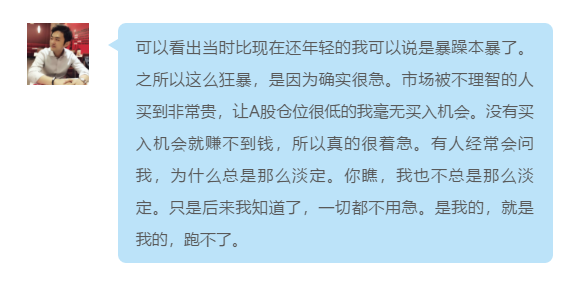 可以看出当时比现在还年轻的我可以说是暴躁本暴了。
之所以这么狂暴，是因为确实很急。市场被不理智的人
买到非常贵，让A股仓位很低的我毫无买入机会。没有买
入机会就赚不到钱，所以真的很着急。有人经常会问
我，为什么总是那么淡定。你瞧，我也不总是那么淡
定。只是后来我知道了，一切都不用急。是我的，就是
我的，跑不了。